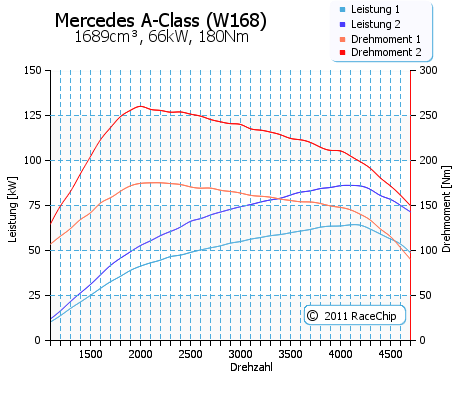 Mercedes A-Class (W168)
1689cm³, 66kW, 180Nm
Leistung 1
Leistung 2
Drehmoment 1
Drehmoment 2
150
125
100
75
50
25
0
Leistung [kW]
300
250
200
150
100
50
0
Drehmoment [Nm]
1500 2000 2500 3000 3500 4000 4500
Drehzahl
© 2011 RaceChip